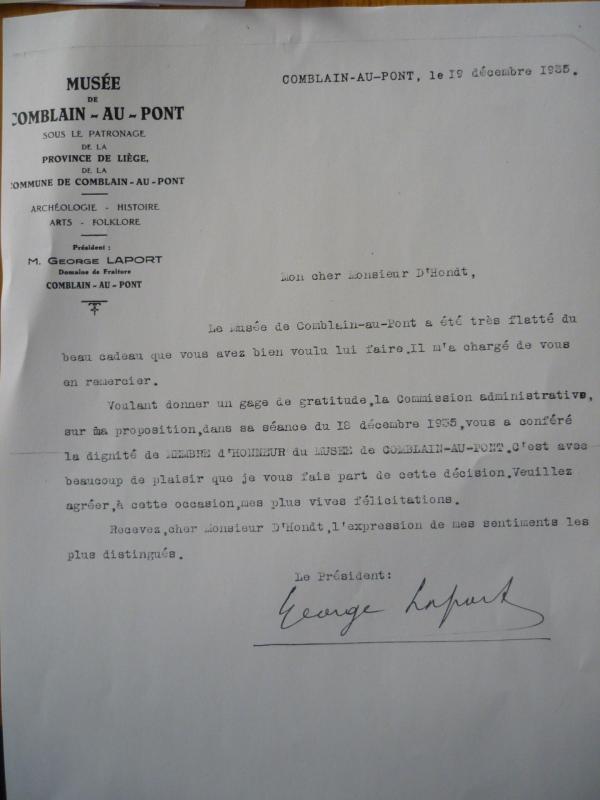 MUSÉE
DE
COMBLAIN - AU - PONT
SOUS LE PATRONAGE
DE LA
PROVINCE DE LIÈGE,
DE LA
COMMUNE DE COMBLAIN - AU - PONT
ARCHÉOLOGIE - HISTOIRE
ARTS - FOLKLORE
Président :
M. GEORGE LAPORT
Domaine de Fraiture
COMBLAIN - AU - PONT
COMBLAIN-AU-PONT, le 19 décembre 1935.
Mon cher Monsieur D'Hondt,
Le Musée de Comblain-au-Pont a été très flatté du
beau cadeau que vous avez bien voulu lui faire.Il m'a chargé de vous
en remercier.
Voulant donner un gage de gratitude,la Commission administrative,
sur ma proposition,dans sa séance du 18 décembre 1935,vous a conféré
la dignité de MEMBRE d'HONNEUR du MUSEE de COMBLAIN-AU-PONT.C'est avec
beaucoup de plaisir que je vous fais part de cette décision.Veuillez
agréer,à cette occasion,mes plus vives félicitations.
Recevez,cher Monsieur D'Hondt,l'expression de mes sentiments les
plus distingués.
Le Président:
George Laport